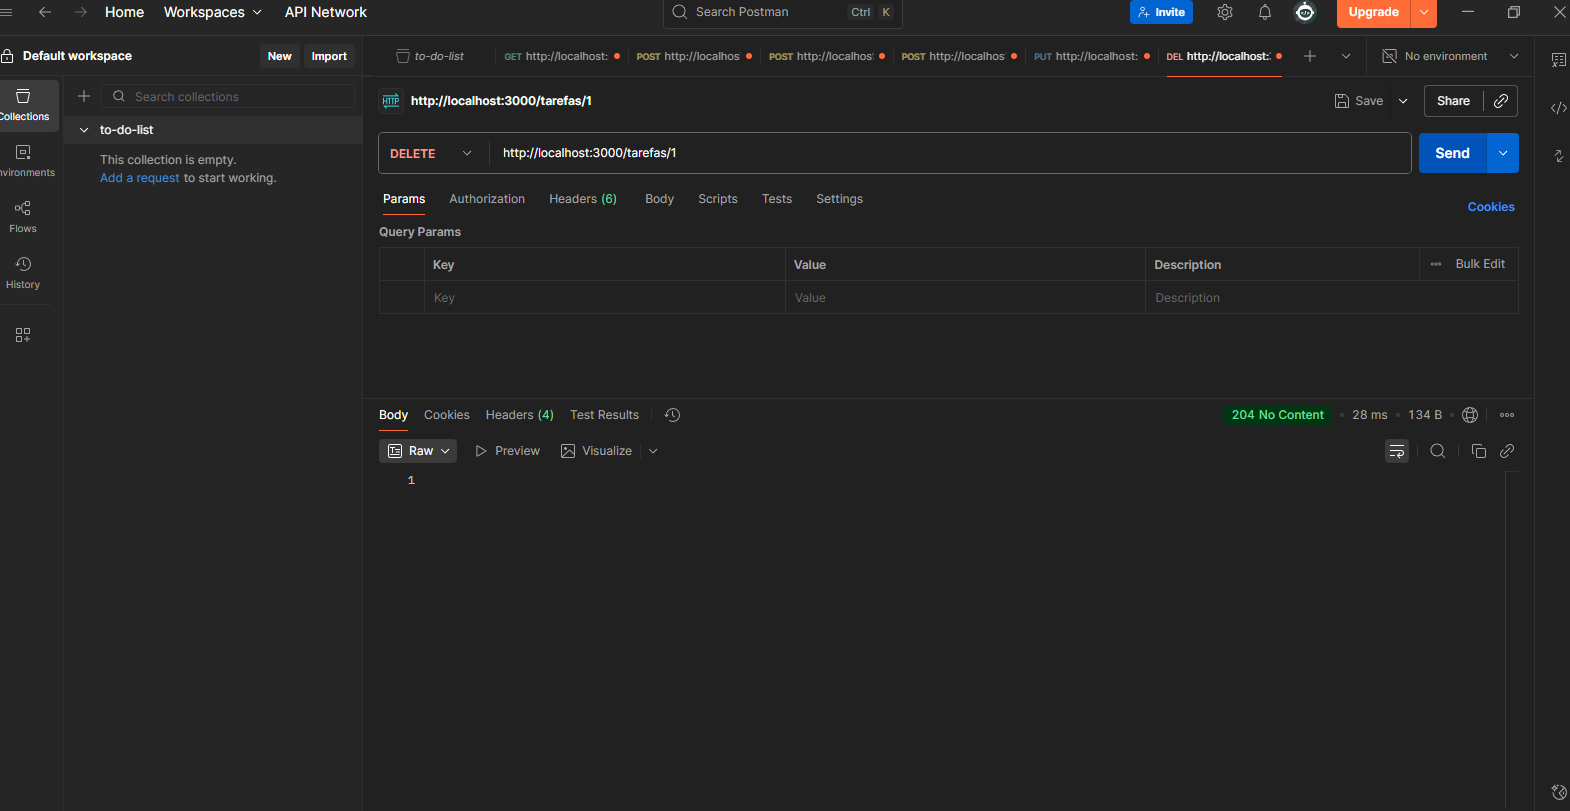 Home Workspaces API Network Search Postman Ctrl K Invite Upgrade
Default workspace New Import
to-do-list GET http://localhost: POST http://localhos POST http://localhos POST http://localhos PUT http://localhost: DEL http://localhost: No environment
Collections
Environments
Flows
History
Search collections
to-do-list
This collection is empty.
Add a request to start working.
HTTP http://localhost:3000/tarefas/1 Save Share
DELETE http://localhost:3000/tarefas/1 Send
Params Authorization Headers (6) Body Scripts Tests Settings Cookies
Query Params
Key Value Description Bulk Edit
Key Value Description
Body Cookies Headers (4) Test Results 204 No Content • 28 ms • 134 B
Raw Preview Visualize
1